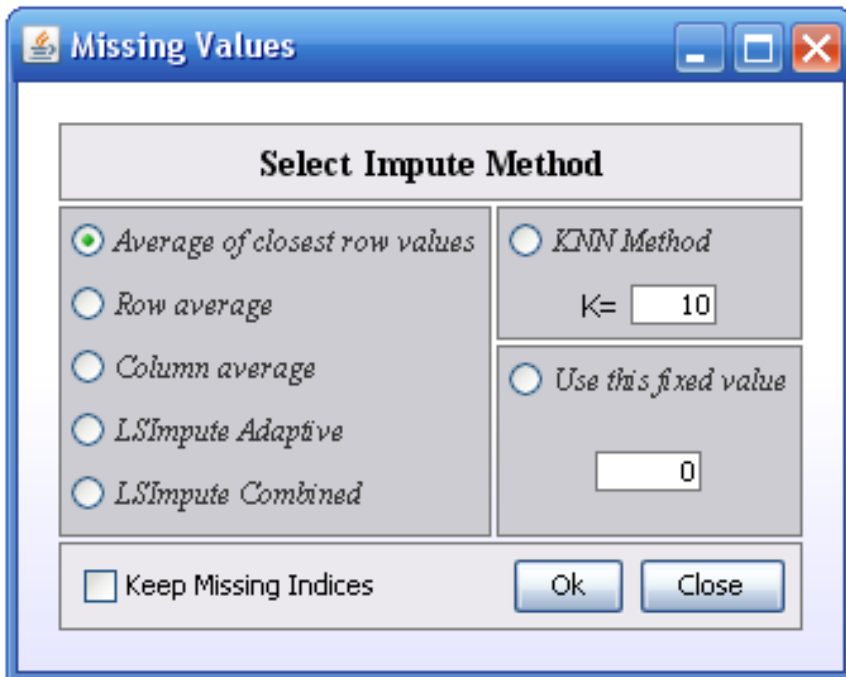 Missing Values
Select Impute Method
Average of closest row values
Row average
Column average
LSImpute Adaptive
LSImpute Combined
KNN Method
K= 10
Use this fixed value
0
Keep Missing Indices
Ok
Close